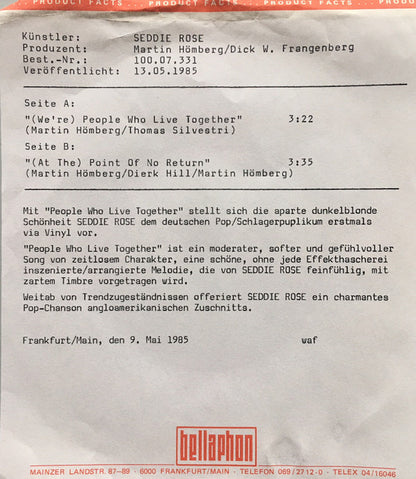 ... PRODUCT FACTS ... PRODUCT FACTS ... PRODUCT FACTS ...
Künstler: SEDDIE ROSE
Produzent: Martin Hömberg/Dick W. Frangenberg
Best.-Nr.: 100.07.331
Veröffentlicht: 13.05.1985
Seite A:
"(We're) People Who Live Together" 3:22
(Martin Hömberg/Thomas Silvestri)
Seite B:
"(At The) Point Of No Return" 3:35
(Martin Hömberg/Dierk Hill/Martin Hömberg)
Mit "People Who Live Together" stellt sich die aparte dunkelblonde
Schönheit SEDDIE ROSE dem deutschen Pop/Schlagerpuplikum erstmals
via Vinyl vor.
"People Who Live Together" ist ein moderater, softer und gefühlvoller
Song von zeitlosem Charakter, eine schöne, ohne jede Effekthascherei
inszenierte/arrangierte Melodie, die von SEDDIE ROSE feinfühlig, mit
zartem Timbre vorgetragen wird.
Weitab von Trendzugeständnissen offeriert SEDDIE ROSE ein charmantes
Pop-Chanson angloamerikanischen Zuschnitts.
Frankfurt/Main, den 9. Mai 1985 waf
bellaphon
MAINZER LANDSTR. 87-89 · 6000 FRANKFURT/MAIN · TELEFON 069/2712-0 · TELEX 04/16046